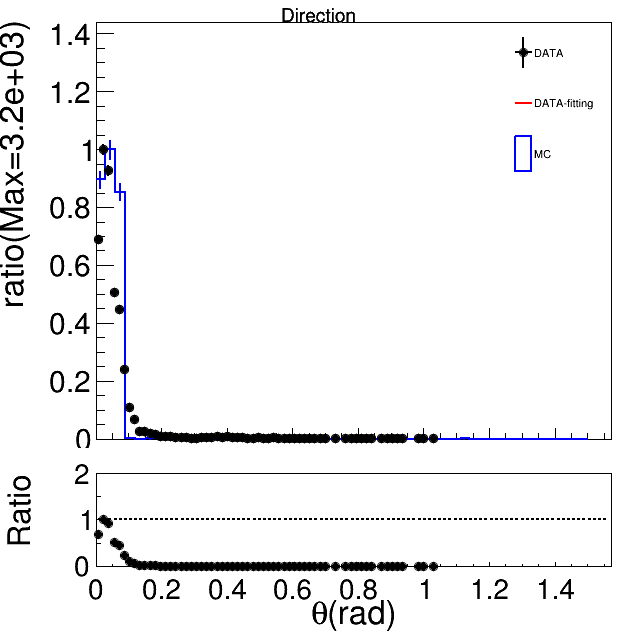 Direction
ratio(Max=3.2e+03)
1.4
1.2
1
0.8
0.6
0.4
0.2
0
DATA
DATA-fitting
MC
Ratio
2
1
0
0 0.2 0.4 0.6 0.8 1 1.2 1.4
θ(rad)